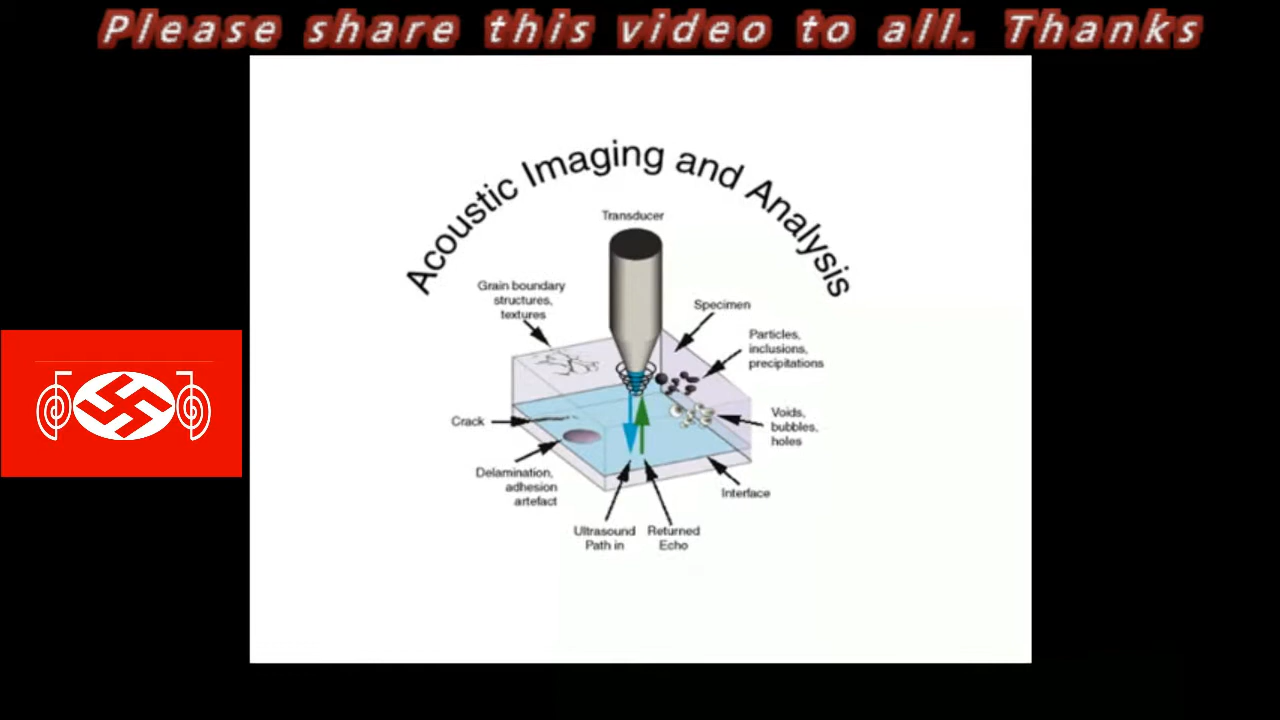 Please share this video to all. Thanks
Acoustic Imaging and Analysis
Transducer
Grain boundary
structures,
textures
Specimen
Particles,
inclusions,
precipitations
Crack
Voids,
bubbles,
holes
Delamination,
adhesion
artefact
Interface
Ultrasound
Path in
Returned
Echo